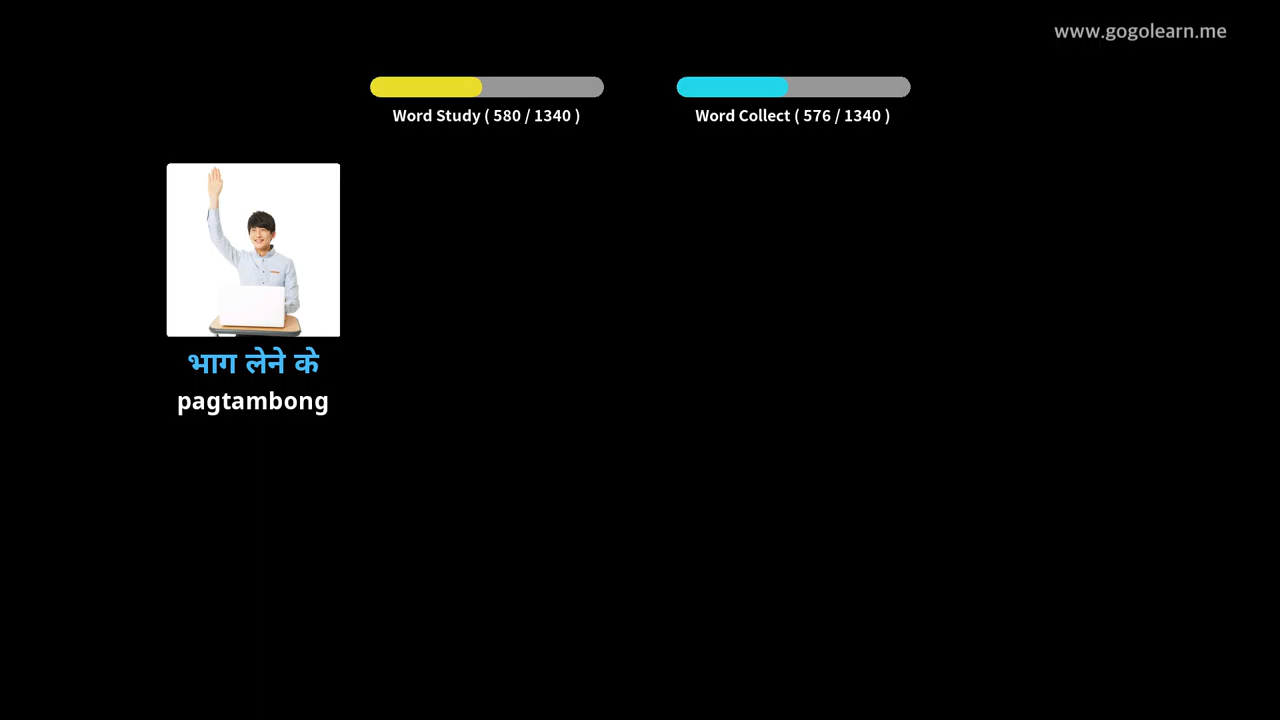 www.gogolearn.me
Word Study ( 580 / 1340 )
Word Collect ( 576 / 1340 )
भाग लेने के
pagtambong